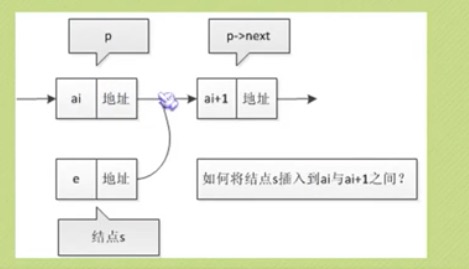 p
p->next
ai 地址
ai+1 地址
e 地址
如何将结点s插入到ai与ai+1之间？
结点s